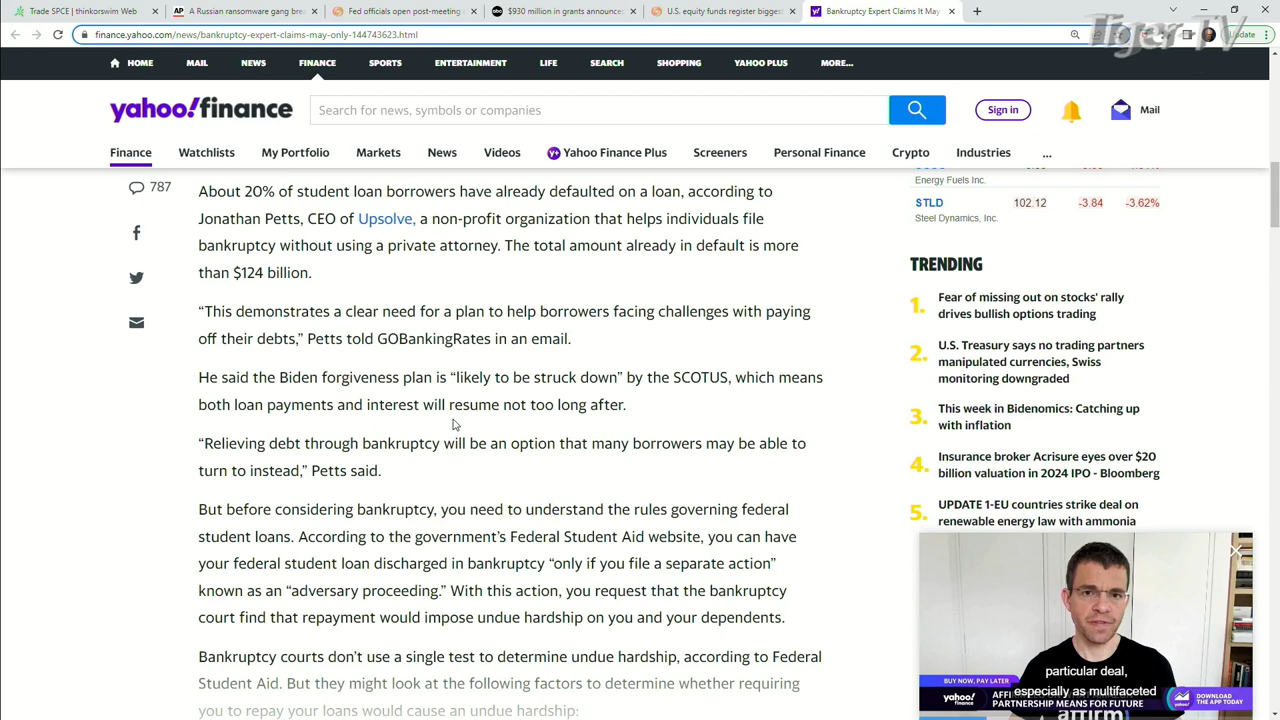 Trade SPCE | thinkorswim Web
A Russian ransomware gang brea
Fed officials open post-meeting
$930 million in grants announce
U.S. equity funds register bigges
Bankruptcy Expert Claims It May
Tiger TV
finance.yahoo.com/news/bankruptcy-expert-claims-may-only-144743623.html
Update
HOME MAIL NEWS FINANCE SPORTS ENTERTAINMENT LIFE SEARCH SHOPPING YAHOO PLUS MORE...
yahoo!finance
Search for news, symbols or companies
Sign in
Mail
Finance Watchlists My Portfolio Markets News Videos Yahoo Finance Plus Screeners Personal Finance Crypto Industries ...
787
About 20% of student loan borrowers have already defaulted on a loan, according to
Jonathan Petts, CEO of Upsolve, a non-profit organization that helps individuals file
bankruptcy without using a private attorney. The total amount already in default is more
than $124 billion.
“This demonstrates a clear need for a plan to help borrowers facing challenges with paying
off their debts,” Petts told GOBankingRates in an email.
He said the Biden forgiveness plan is “likely to be struck down” by the SCOTUS, which means
both loan payments and interest will resume not too long after.
“Relieving debt through bankruptcy will be an option that many borrowers may be able to
turn to instead,” Petts said.
But before considering bankruptcy, you need to understand the rules governing federal
student loans. According to the government’s Federal Student Aid website, you can have
your federal student loan discharged in bankruptcy “only if you file a separate action”
known as an “adversary proceeding.” With this action, you request that the bankruptcy
court find that repayment would impose undue hardship on you and your dependents.
Bankruptcy courts don’t use a single test to determine undue hardship, according to Federal
Student Aid. But they might look at the following factors to determine whether requiring
you to repay your loans would cause an undue hardship:
Energy Fuels Inc.
STLD 102.12 -3.84 -3.62%
Steel Dynamics, Inc.
TRENDING
1. Fear of missing out on stocks' rally
drives bullish options trading
2. U.S. Treasury says no trading partners
manipulated currencies, Swiss
monitoring downgraded
3. This week in Bidenomics: Catching up
with inflation
4. Insurance broker Acrisure eyes over $20
billion valuation in 2024 IPO - Bloomberg
5. UPDATE 1-EU countries strike deal on
renewable energy law with ammonia
particular deal,
especially as multifaceted
BUY NOW, PAY LATER
yahoo!
finance
PARTNERSHIP MEANS FOR FUTURE
affirm
DOWNLOAD
THE APP TODAY